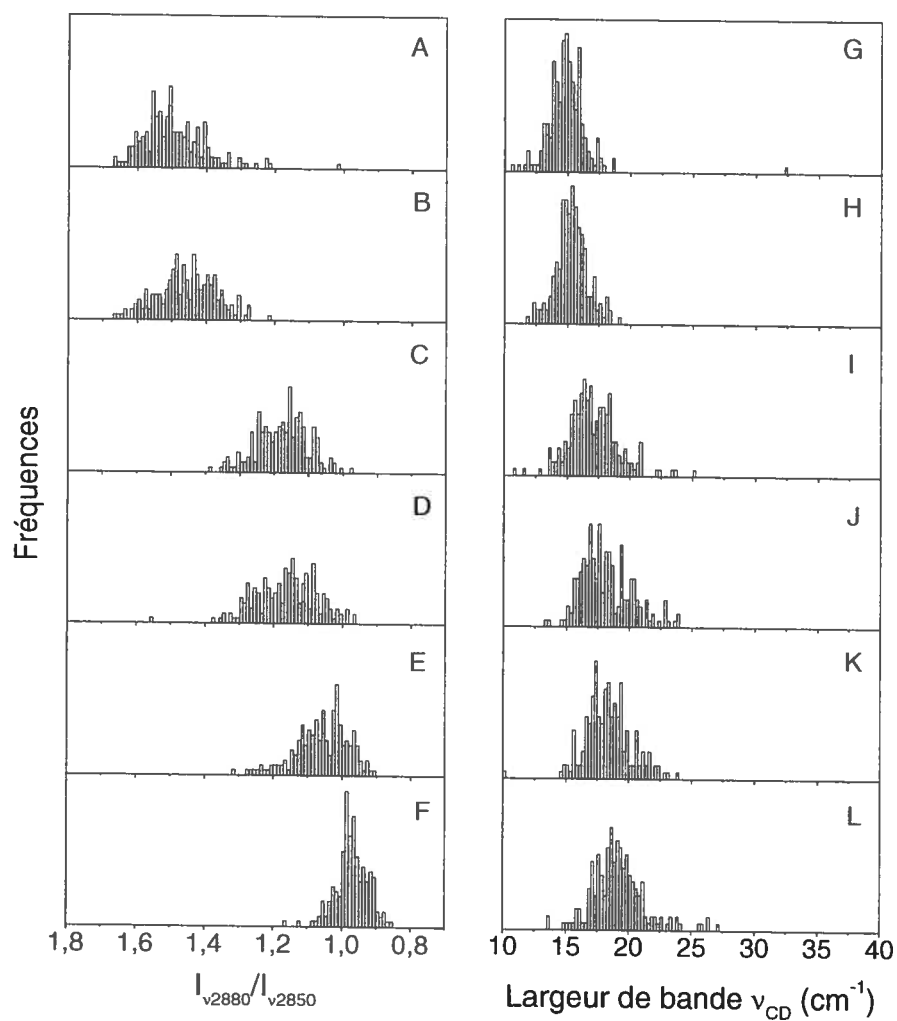 A
G
B
H
C
I
D
J
E
K
F
L
Fréquences
1,8 1,6 1,4 1,2 1,0 0,8
10 15 20 25 30 35 40
Iν2880/Iν2850
Largeur de bande νCD (cm-1)